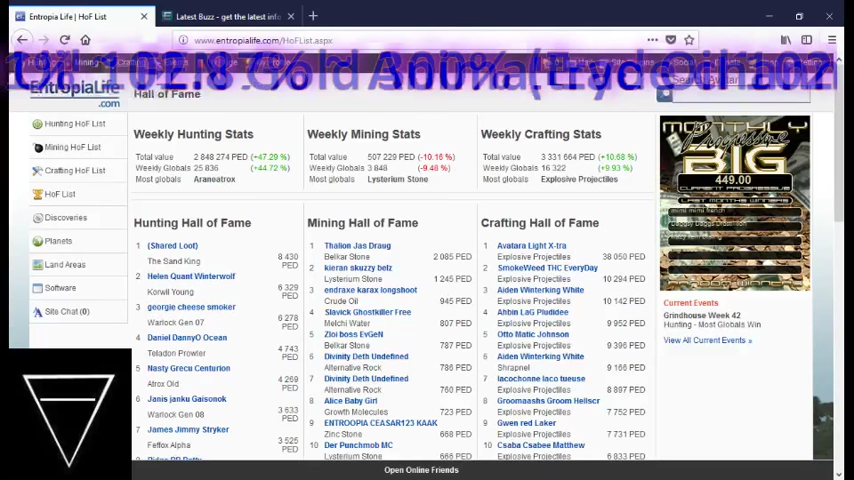 Entropia Life | HoF List
Latest Buzz - get the latest info
www.entropialife.com/HoFList.aspx
EntropiaLife
.com
Hall of Fame
Hunting HoF List
Mining HoF List
Crafting HoF List
HoF List
Discoveries
Planets
Land Areas
Software
Site Chat (0)
Weekly Hunting Stats
Total value 2 848 274 PED (+47.29 %)
Weekly Globals 25 836 (+44.72 %)
Most globals Araneatrox
Weekly Mining Stats
Total value 507 229 PED (-10.16 %)
Weekly Globals 3 848 (-9.46 %)
Most globals Lysterium Stone
Weekly Crafting Stats
Total value 3 331 664 PED (+10.68 %)
Weekly Globals 16 322 (+9.93 %)
Most globals Explosive Projectiles
Hunting Hall of Fame
1 (Shared Loot)
The Sand King 8 430 PED
2 Helen Quant Winterwolf
Korwil Young 6 329 PED
3 georgie cheese smoker
Warlock Gen 07 6 278 PED
4 Daniel DannyO Ocean
Teladon Prowter 4 743 PED
5 Nasty Grecu Centurion
Atrox Old 4 269 PED
6 Janis janku Gaisonok
Warlock Gen 08 3 633 PED
7 James Jimmy Stryker
Feffox Alpha 3 525 PED
Mining Hall of Fame
1 Thalion Jas Draug
Belkar Stone 2 085 PED
2 kieran skuzzy belz
Lysterium Stone 1 245 PED
3 endraxe karax longshoot
Crude Oil 945 PED
4 Slavick Ghostkiller Free
Melchi Water 807 PED
5 Zloi boss EvGeN
Belkar Stone 787 PED
6 Divinity Deth Undefined
Alternative Rock 786 PED
7 Divinity Deth Undefined
Alternative Rock 760 PED
8 Alice Baby Girl
Growth Molecules 723 PED
9 ENTROOPIA CEASAR123 KAAK
Zinc Stone 668 PED
10 Der Punchmob MC
Lysterium Stone 666 PED
Crafting Hall of Fame
1 Avatara Light X-tra
Explosive Projectiles 38 050 PED
2 SmokeWeed THC EveryDay
Explosive Projectiles 10 294 PED
3 Aiden Winterking White
Explosive Projectiles 10 142 PED
4 Ahbin LaG Pludidee
Explosive Projectiles 9 952 PED
5 Otto Matic Johnson
Explosive Projectiles 9 396 PED
6 Aiden Winterking White
Shrapnel 9 166 PED
7 Iacochonne Iaco tueuse
Explosive Projectiles 8 897 PED
8 Groomaashs Groom Hellscr
Explosive Projectiles 7 752 PED
9 Gwen red Laker
Explosive Projectiles 7 731 PED
10 Csaba Csabee Matthew
Explosive Projectiles 6 833 PED
MONTHLY
Progressive
BIG
449.00
CURRENT PROGRESSIVE
LAST MONTHS WINNERS
Current Events
Grindhouse Week 42
Hunting - Most Globals Win
View All Current Events »
Open Online Friends